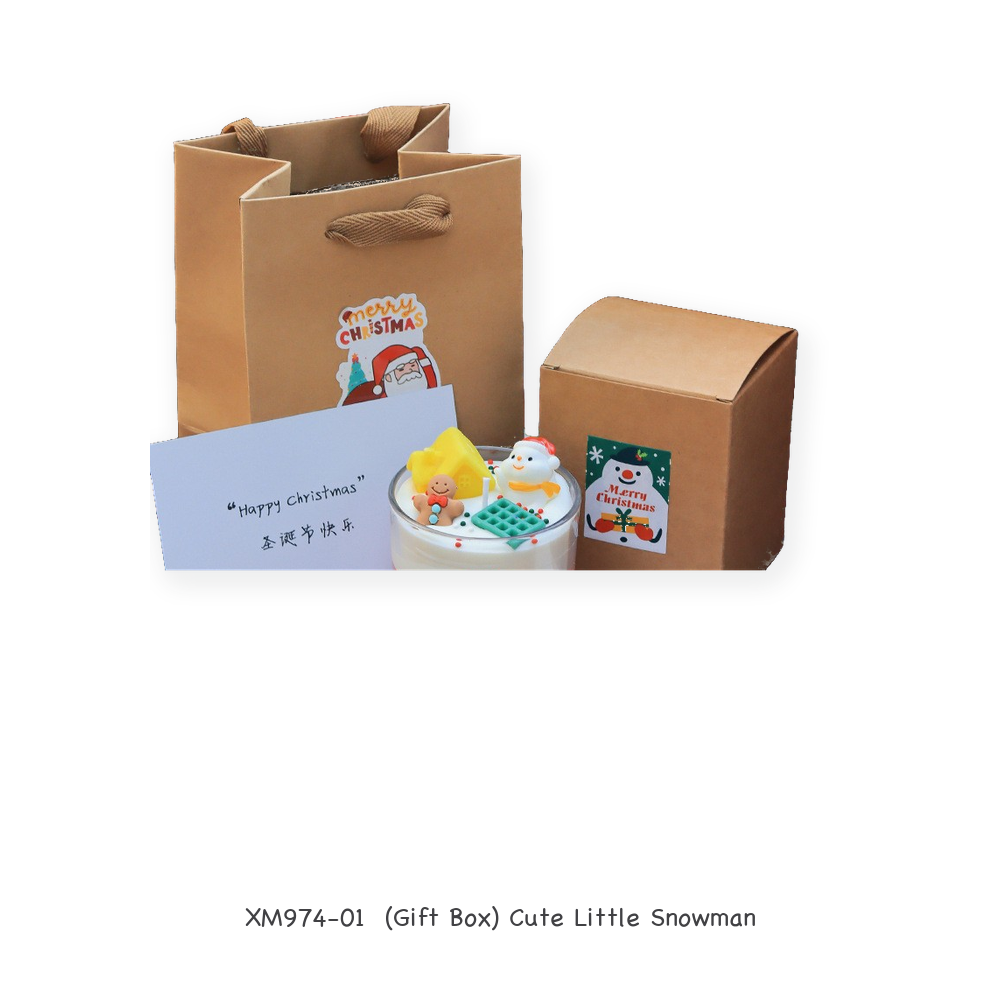 merry
CHRISTMAS
“Happy Christmas”
圣诞节快乐
Merry
Christmas
XM974-01 (Gift Box) Cute Little Snowman